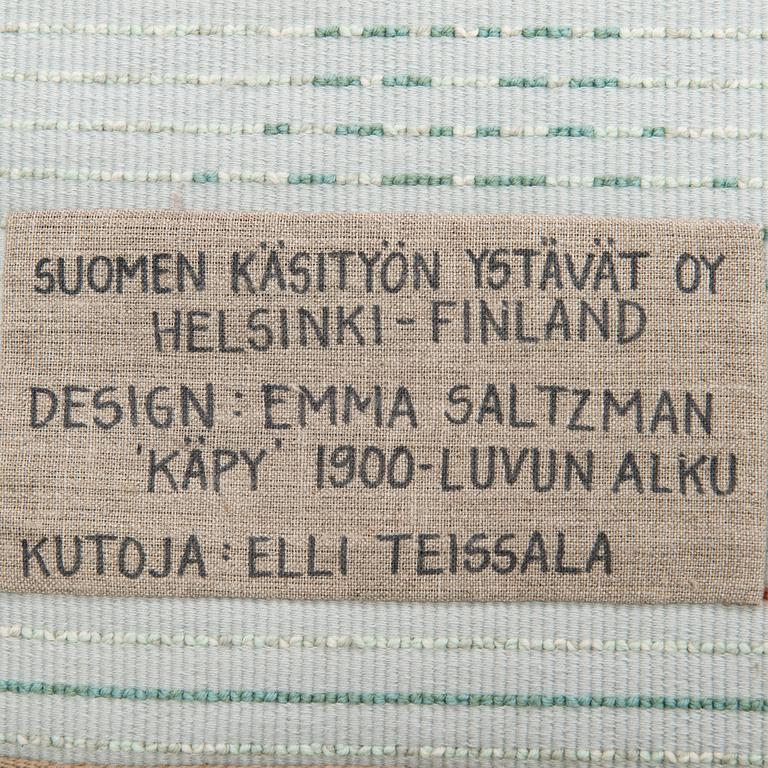 SUOMEN KÄSITYÖN YSTÄVÄT OY
HELSINKI - FINLAND
DESIGN : EMMA SALTZMAN
'KÄPY' 1900-LUVUN ALKU
KUTOJA : ELLI TEISSALA